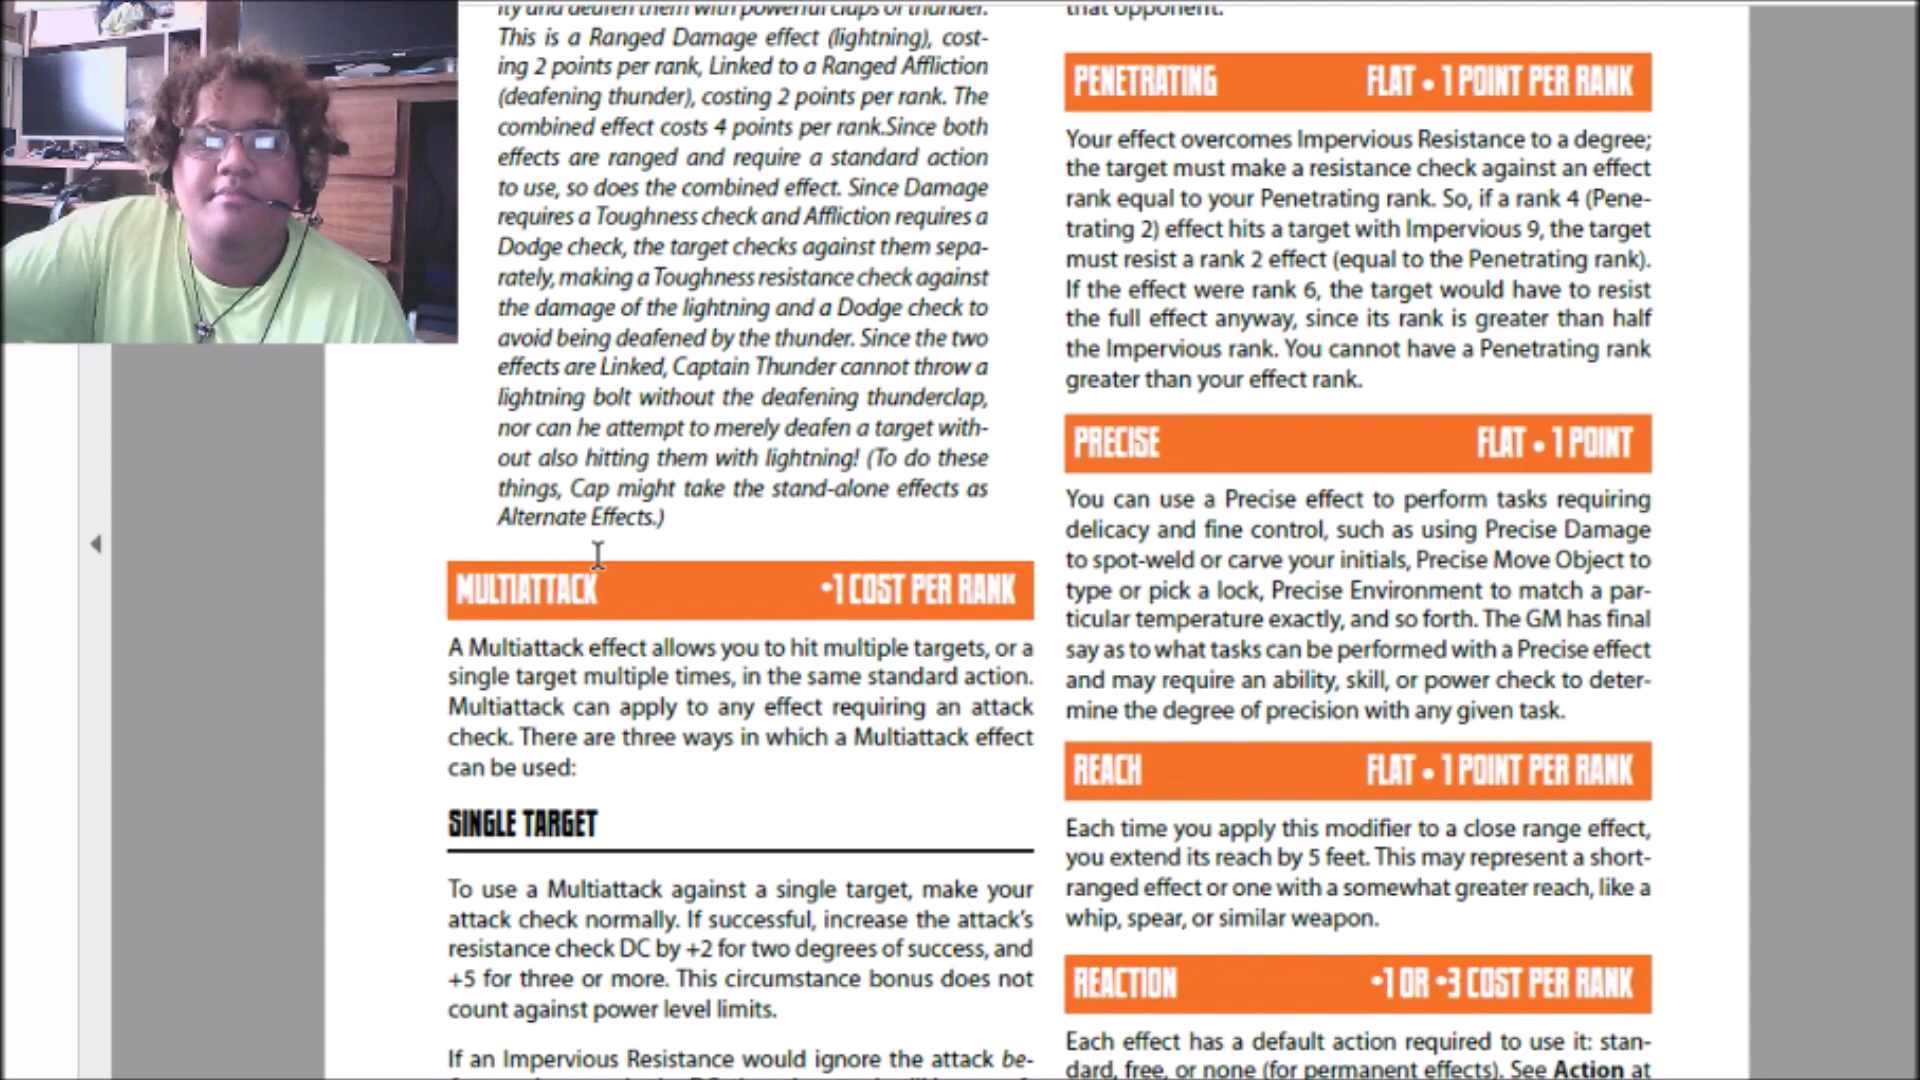 ity and deafen them with powerful claps of thunder.
This is a Ranged Damage effect (lightning), cost-
ing 2 points per rank, Linked to a Ranged Affliction
(deafening thunder), costing 2 points per rank. The
combined effect costs 4 points per rank.Since both
effects are ranged and require a standard action
to use, so does the combined effect. Since Damage
requires a Toughness check and Affliction requires a
Dodge check, the target checks against them sepa-
rately, making a Toughness resistance check against
the damage of the lightning and a Dodge check to
avoid being deafened by the thunder. Since the two
effects are Linked, Captain Thunder cannot throw a
lightning bolt without the deafening thunderclap,
nor can he attempt to merely deafen a target with-
out also hitting them with lightning! (To do these
things, Cap might take the stand-alone effects as
Alternate Effects.)
MULTIATTACK •1 COST PER RANK
A Multiattack effect allows you to hit multiple targets, or a
single target multiple times, in the same standard action.
Multiattack can apply to any effect requiring an attack
check. There are three ways in which a Multiattack effect
can be used:
SINGLE TARGET
To use a Multiattack against a single target, make your
attack check normally. If successful, increase the attack's
resistance check DC by +2 for two degrees of success, and
+5 for three or more. This circumstance bonus does not
count against power level limits.
If an Impervious Resistance would ignore the attack be-
that opponent.
PENETRATING FLAT • 1 POINT PER RANK
Your effect overcomes Impervious Resistance to a degree;
the target must make a resistance check against an effect
rank equal to your Penetrating rank. So, if a rank 4 (Pene-
trating 2) effect hits a target with Impervious 9, the target
must resist a rank 2 effect (equal to the Penetrating rank).
If the effect were rank 6, the target would have to resist
the full effect anyway, since its rank is greater than half
the Impervious rank. You cannot have a Penetrating rank
greater than your effect rank.
PRECISE FLAT • 1 POINT
You can use a Precise effect to perform tasks requiring
delicacy and fine control, such as using Precise Damage
to spot-weld or carve your initials, Precise Move Object to
type or pick a lock, Precise Environment to match a par-
ticular temperature exactly, and so forth. The GM has final
say as to what tasks can be performed with a Precise effect
and may require an ability, skill, or power check to deter-
mine the degree of precision with any given task.
REACH FLAT • 1 POINT PER RANK
Each time you apply this modifier to a close range effect,
you extend its reach by 5 feet. This may represent a short-
ranged effect or one with a somewhat greater reach, like a
whip, spear, or similar weapon.
REACTION •1 OR •3 COST PER RANK
Each effect has a default action required to use it: stan-
dard, free, or none (for permanent effects). See Action at